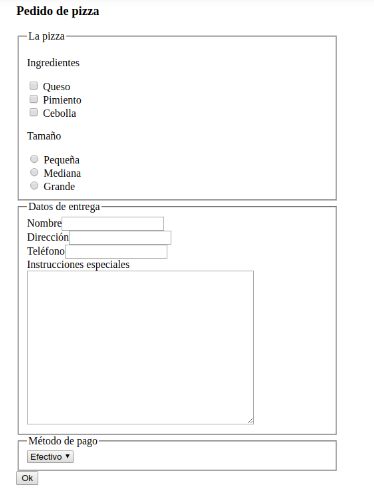 Pedido de pizza
La pizza
Ingredientes
Queso
Pimiento
Cebolla
Tamaño
Pequeña
Mediana
Grande
Datos de entrega
Nombre
Dirección
Teléfono
Instrucciones especiales
Método de pago
Efectivo
Ok